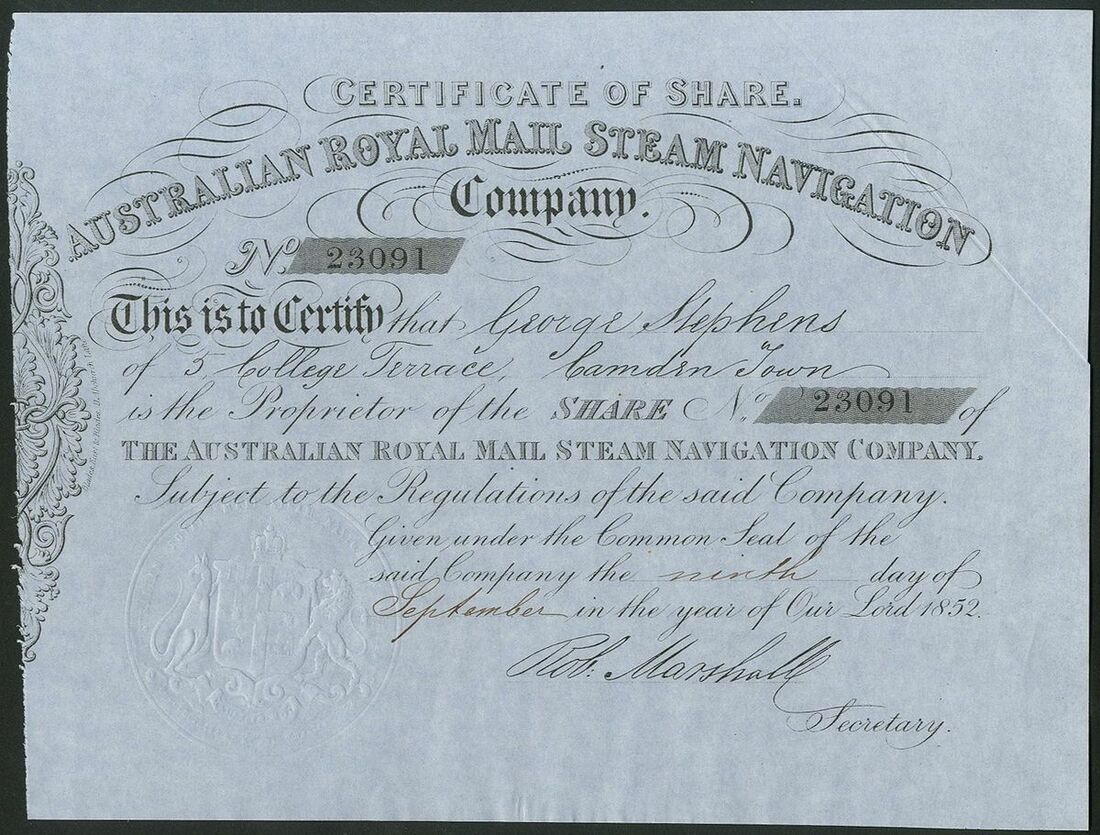 CERTIFICATE OF SHARE.
AUSTRALIAN ROYAL MAIL STEAM NAVIGATION
Company.
No. 23091
This is to Certify that George Stephens
of 5 College Terrace, Camden Town
is the Proprietor of the SHARE No. 23091 of
THE AUSTRALIAN ROYAL MAIL STEAM NAVIGATION COMPANY.
Subject to the Regulations of the said Company.
Given under the Common Seal of the
said Company the ninth day of
September in the year of Our Lord 1852.
Rob: Marshall
Secretary.